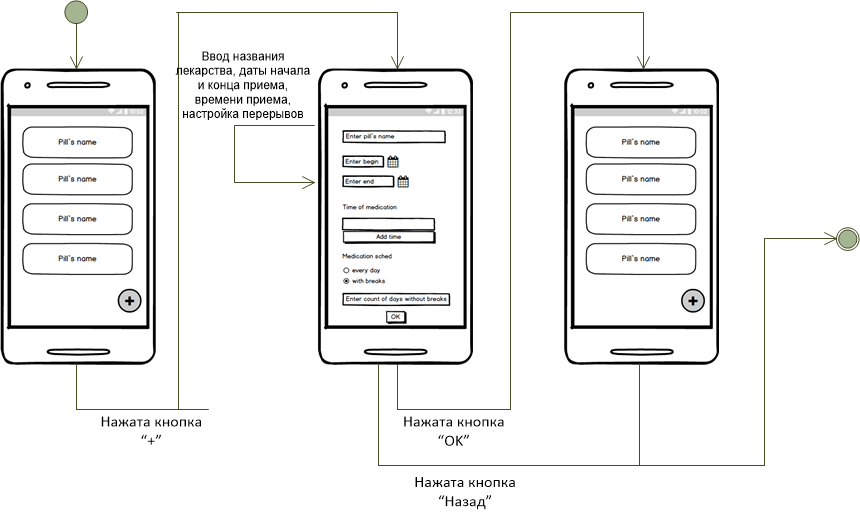 Ввод названия
лекарства, даты начала
и конца приема,
времени приема,
настройка перерывов
Pill`s name
Pill`s name
Pill`s name
Pill`s name
+
Enter pill`s name
Enter begin
Enter end
Time of medication
Add time
Medication sched
every day
with breaks
Enter count of days without breaks
OK
Pill`s name
Pill`s name
Pill`s name
Pill`s name
+
Нажата кнопка
“+”
Нажата кнопка
“OK”
Нажата кнопка
“Назад”